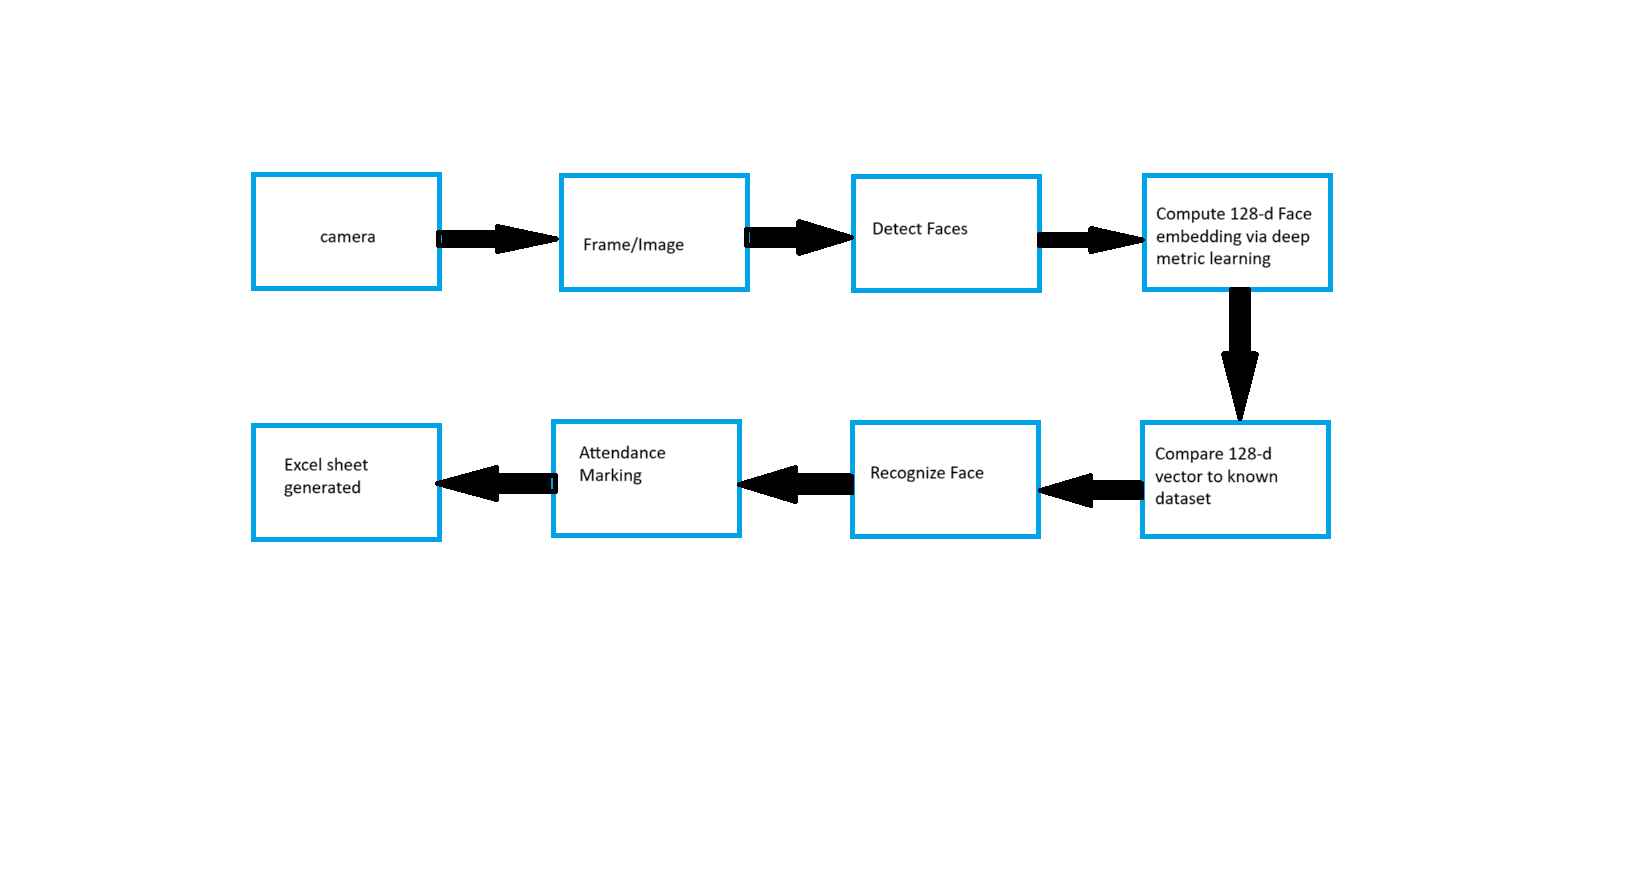 camera
Frame/Image
Detect Faces
Compute 128-d Face
embedding via deep
metric learning
Compare 128-d
vector to known
dataset
Recognize Face
Attendance
Marking
Excel sheet
generated